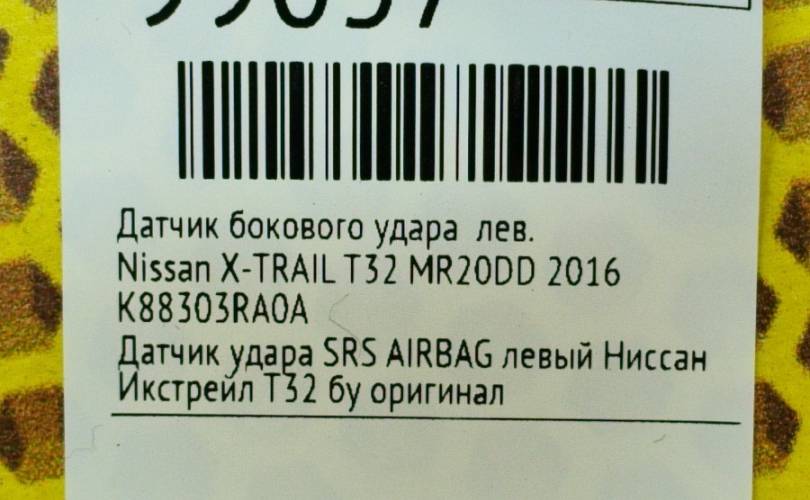 Датчик бокового удара лев.
Nissan X-TRAIL T32 MR20DD 2016
K88303RA0A
Датчик удара SRS AIRBAG левый Ниссан
Икстрейл Т32 бу оригинал